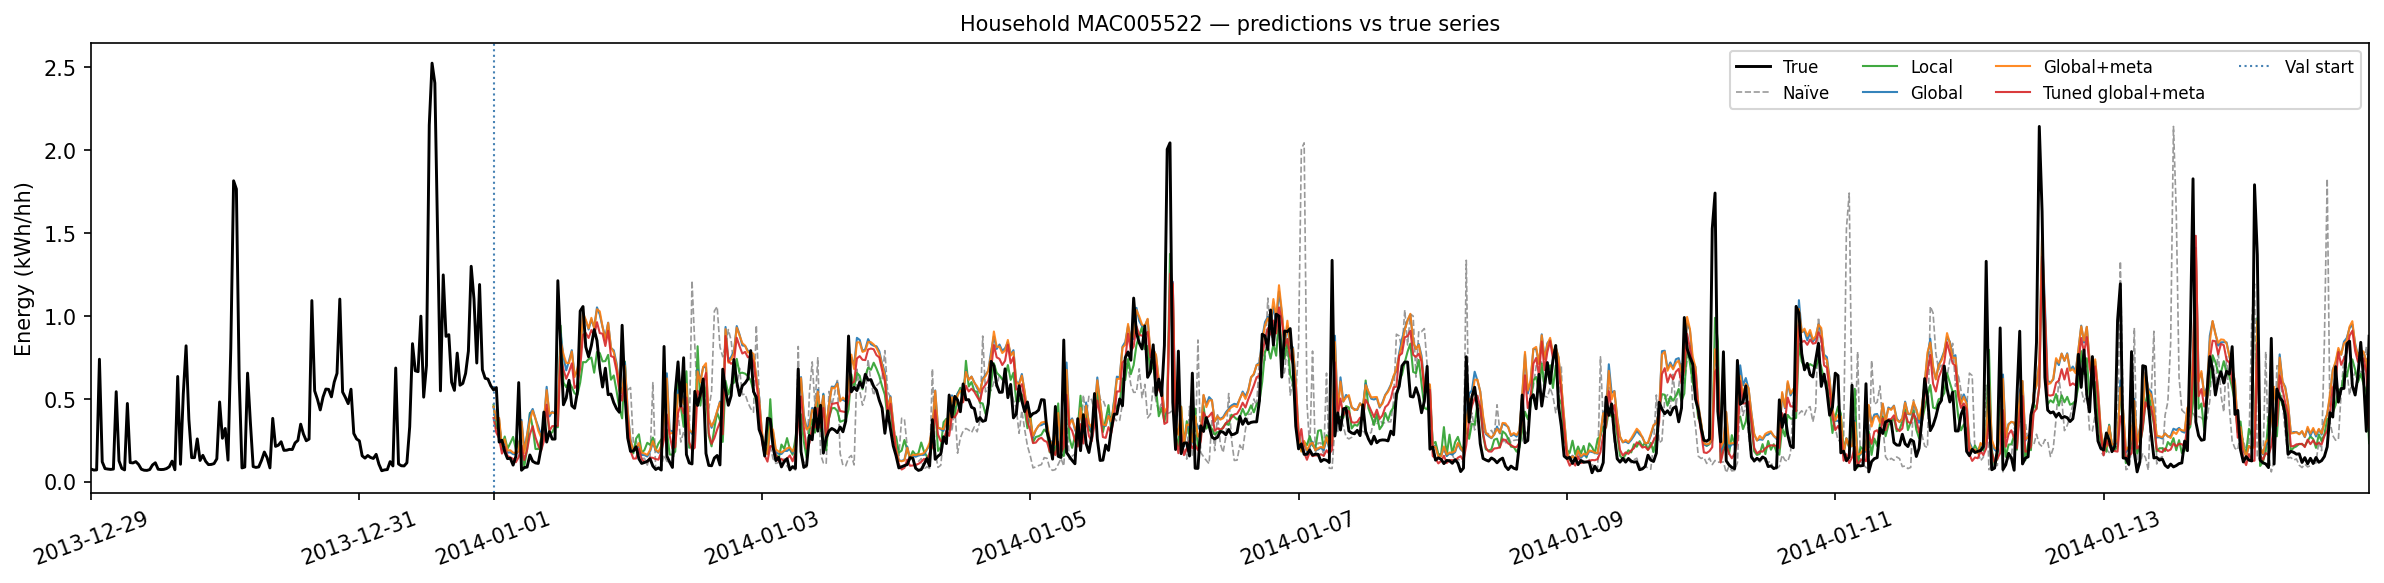 Household MAC005522 — predictions vs true series
True
Naïve
Local
Global
Global+meta
Tuned global+meta
Val start
Energy (kWh/hh)
2.5
2.0
1.5
1.0
0.5
0.0
2013-12-29
2013-12-31
2014-01-01
2014-01-03
2014-01-05
2014-01-07
2014-01-09
2014-01-11
2014-01-13